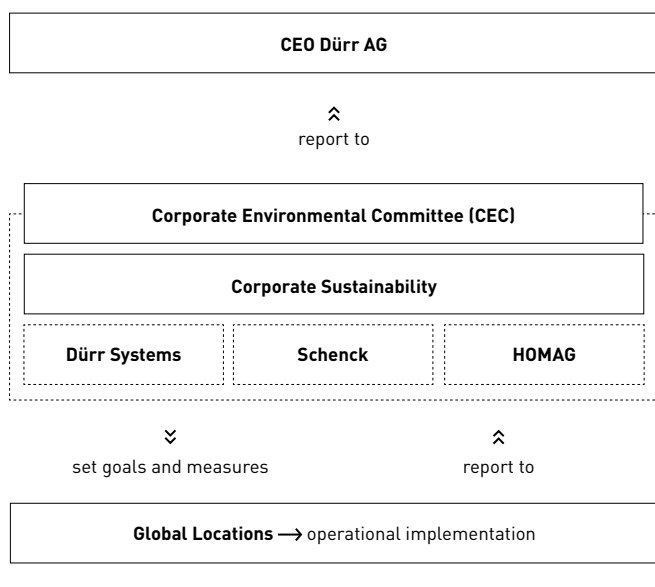 CEO Dürr AG
report to
Corporate Environmental Committee (CEC)
Corporate Sustainability
Dürr Systems
Schenck
HOMAG
set goals and measures
report to
Global Locations → operational implementation